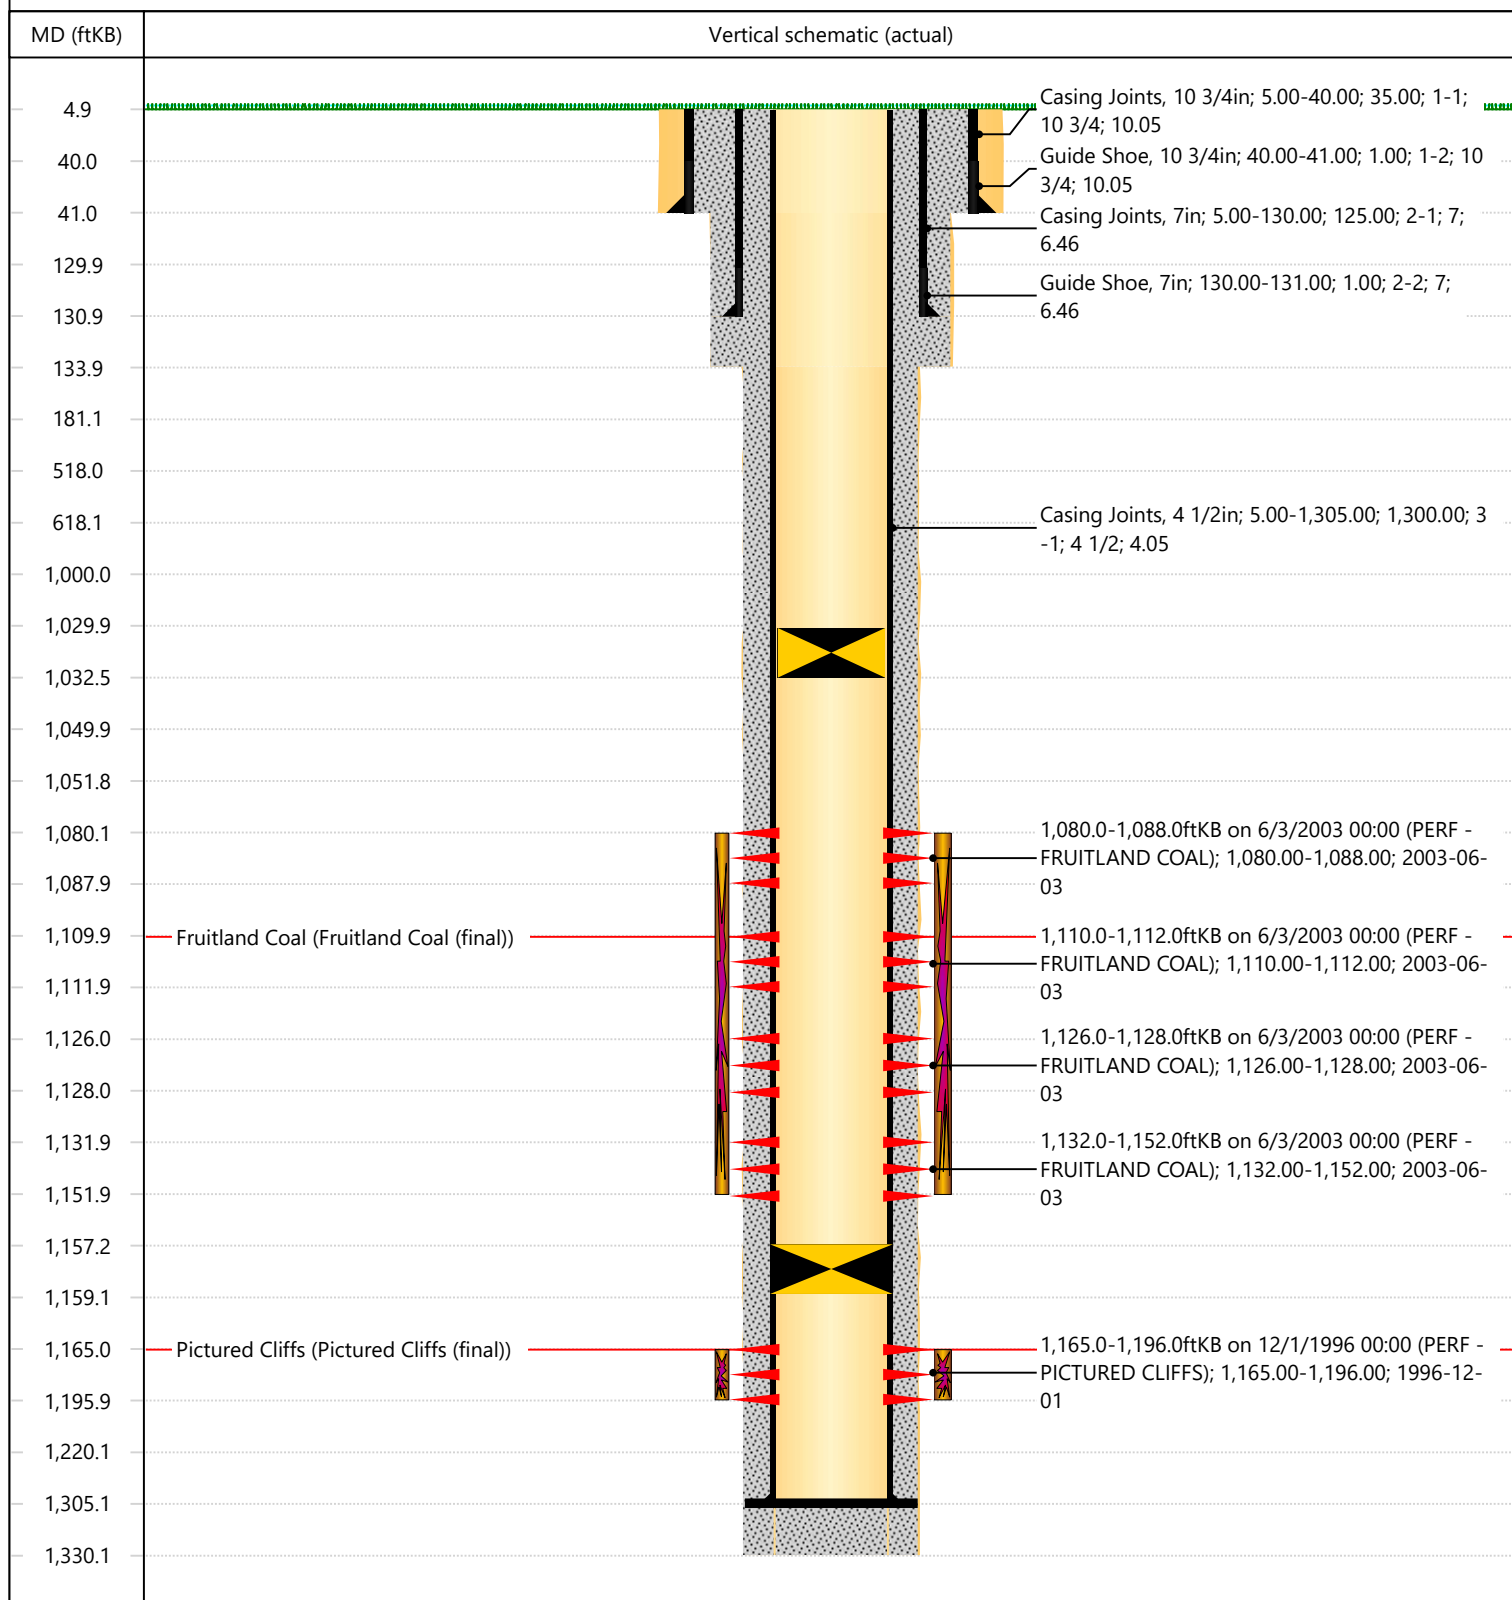 MD (ftKB)
Vertical schematic (actual)
4.9
Casing Joints, 10 3/4in; 5.00-40.00; 35.00; 1-1;
10 3/4; 10.05
40.0
Guide Shoe, 10 3/4in; 40.00-41.00; 1.00; 1-2; 10
3/4; 10.05
41.0
Casing Joints, 7in; 5.00-130.00; 125.00; 2-1; 7;
6.46
129.9
Guide Shoe, 7in; 130.00-131.00; 1.00; 2-2; 7;
6.46
130.9
133.9
181.1
518.0
618.1
Casing Joints, 4 1/2in; 5.00-1,305.00; 1,300.00; 3
-1; 4 1/2; 4.05
1,000.0
1,029.9
1,032.5
1,049.9
1,051.8
1,080.1
1,080.0-1,088.0ftKB on 6/3/2003 00:00 (PERF -
FRUITLAND COAL); 1,080.00-1,088.00; 2003-06-
03
1,087.9
1,109.9
Fruitland Coal (Fruitland Coal (final))
1,110.0-1,112.0ftKB on 6/3/2003 00:00 (PERF -
FRUITLAND COAL); 1,110.00-1,112.00; 2003-06-
03
1,111.9
1,126.0
1,126.0-1,128.0ftKB on 6/3/2003 00:00 (PERF -
FRUITLAND COAL); 1,126.00-1,128.00; 2003-06-
03
1,128.0
1,131.9
1,132.0-1,152.0ftKB on 6/3/2003 00:00 (PERF -
FRUITLAND COAL); 1,132.00-1,152.00; 2003-06-
03
1,151.9
1,157.2
1,159.1
1,165.0
Pictured Cliffs (Pictured Cliffs (final))
1,165.0-1,196.0ftKB on 12/1/1996 00:00 (PERF -
PICTURED CLIFFS); 1,165.00-1,196.00; 1996-12-
01
1,195.9
1,220.1
1,305.1
1,330.1